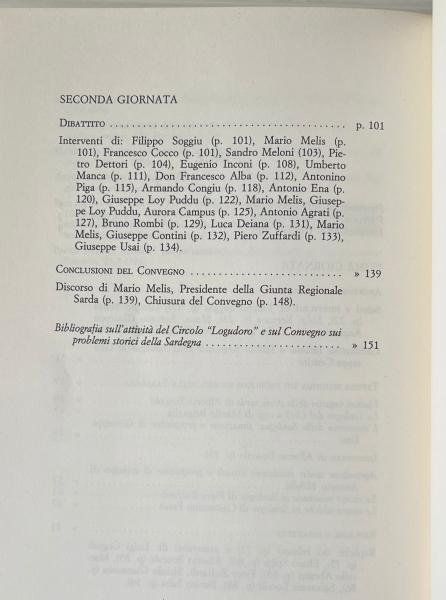 SECONDA GIORNATA
DIBATTITO . . . . . . . . . . . . . . . . . . . . . . . . . . . . . . . . . . . . . . . . p. 101
Interventi di: Filippo Soggiu (p. 101), Mario Melis (p.
101), Francesco Cocco (p. 101), Sandro Meloni (103), Pie-
tro Dettori (p. 104), Eugenio Inconi (p. 108), Umberto
Manca (p. 111), Don Francesco Alba (p. 112), Antonino
Piga (p. 115), Armando Congiu (p. 118), Antonio Ena (p.
120), Giuseppe Loy Puddu (p. 122), Mario Melis, Giusep-
pe Loy Puddu, Aurora Campus (p. 125), Antonio Agrati (p.
127), Bruno Rombi (p. 129), Luca Deiana (p. 131), Mario
Melis, Giuseppe Contini (p. 132), Piero Zuffardi (p. 133),
Giuseppe Usai (p. 134).
CONCLUSIONI DEL CONVEGNO . . . . . . . . . . . . . . . . . . . . . . . . . . » 139
Discorso di Mario Melis, Presidente della Giunta Regionale
Sarda (p. 139), Chiusura del Convegno (p. 148).
Bibliografia sull'attività del Circolo "Logudoro" e sul Convegno sui
problemi storici della Sardegna . . . . . . . . . . . . . . . . . . . . . . . » 151